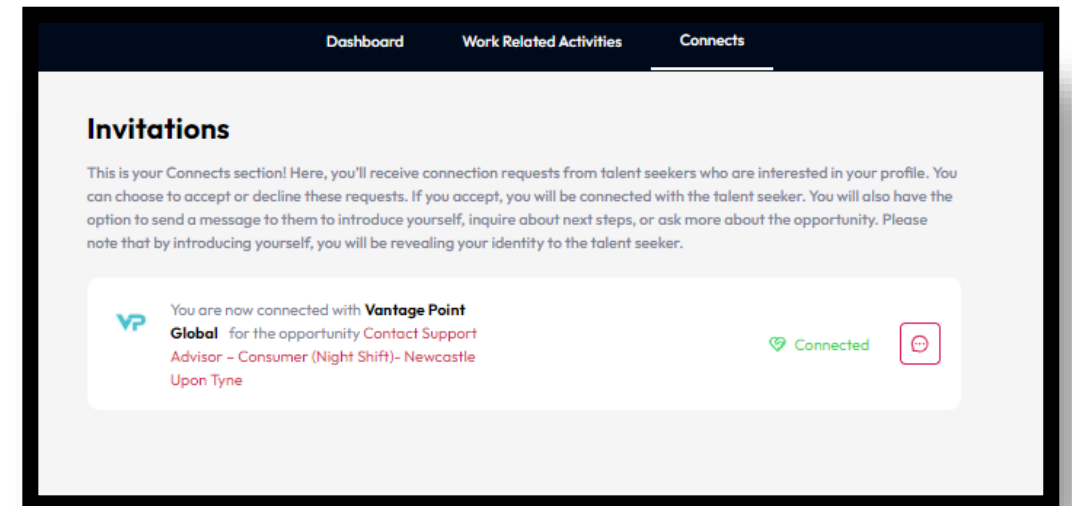 Dashboard Work Related Activities Connects
Invitations
This is your Connects section! Here, you'll receive connection requests from talent seekers who are interested in your profile. You
can choose to accept or decline these requests. If you accept, you will be connected with the talent seeker. You will also have the
option to send a message to them to introduce yourself, inquire about next steps, or ask more about the opportunity. Please
note that by introducing yourself, you will be revealing your identity to the talent seeker.
VP
You are now connected with Vantage Point
Global for the opportunity Contact Support
Advisor – Consumer (Night Shift)- Newcastle
Upon Tyne
Connected